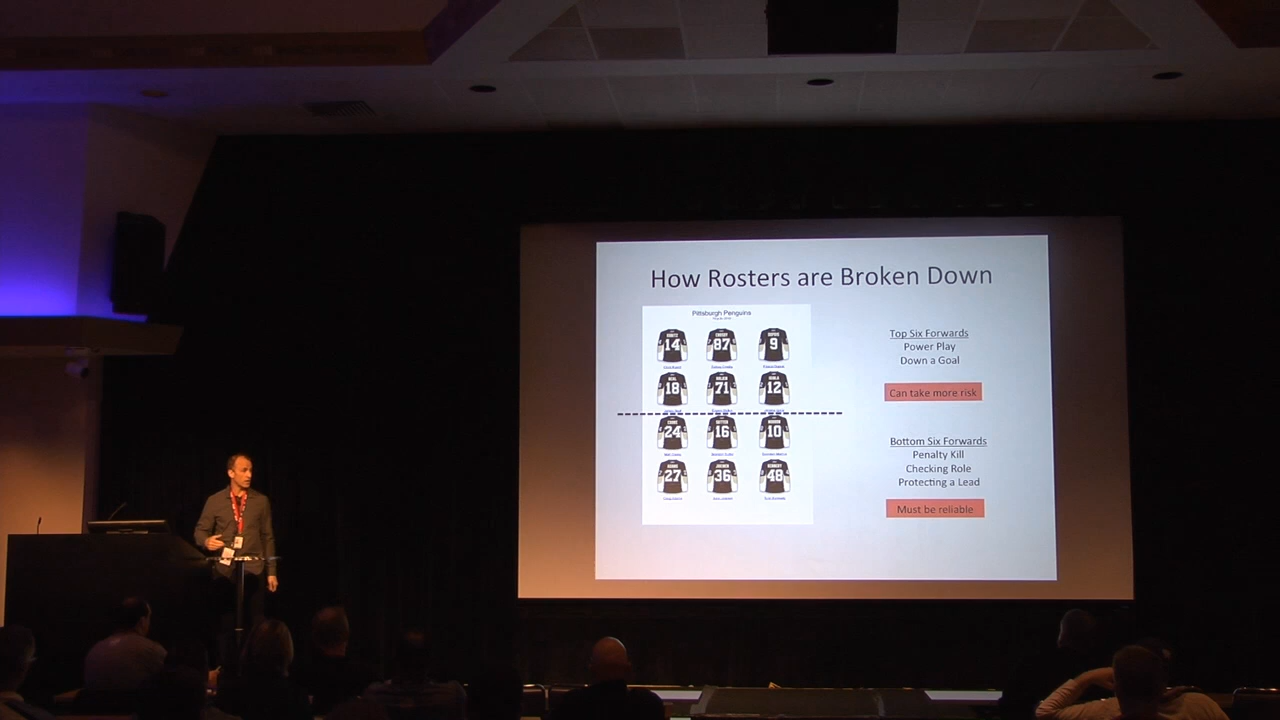 How Rosters are Broken Down
Pittsburgh Penguins
14 87 9
18 71 12
24 16 10
27 36 48
Top Six Forwards
Power Play
Down a Goal
Can take more risk
Bottom Six Forwards
Penalty Kill
Checking Role
Protecting a Lead
Must be reliable